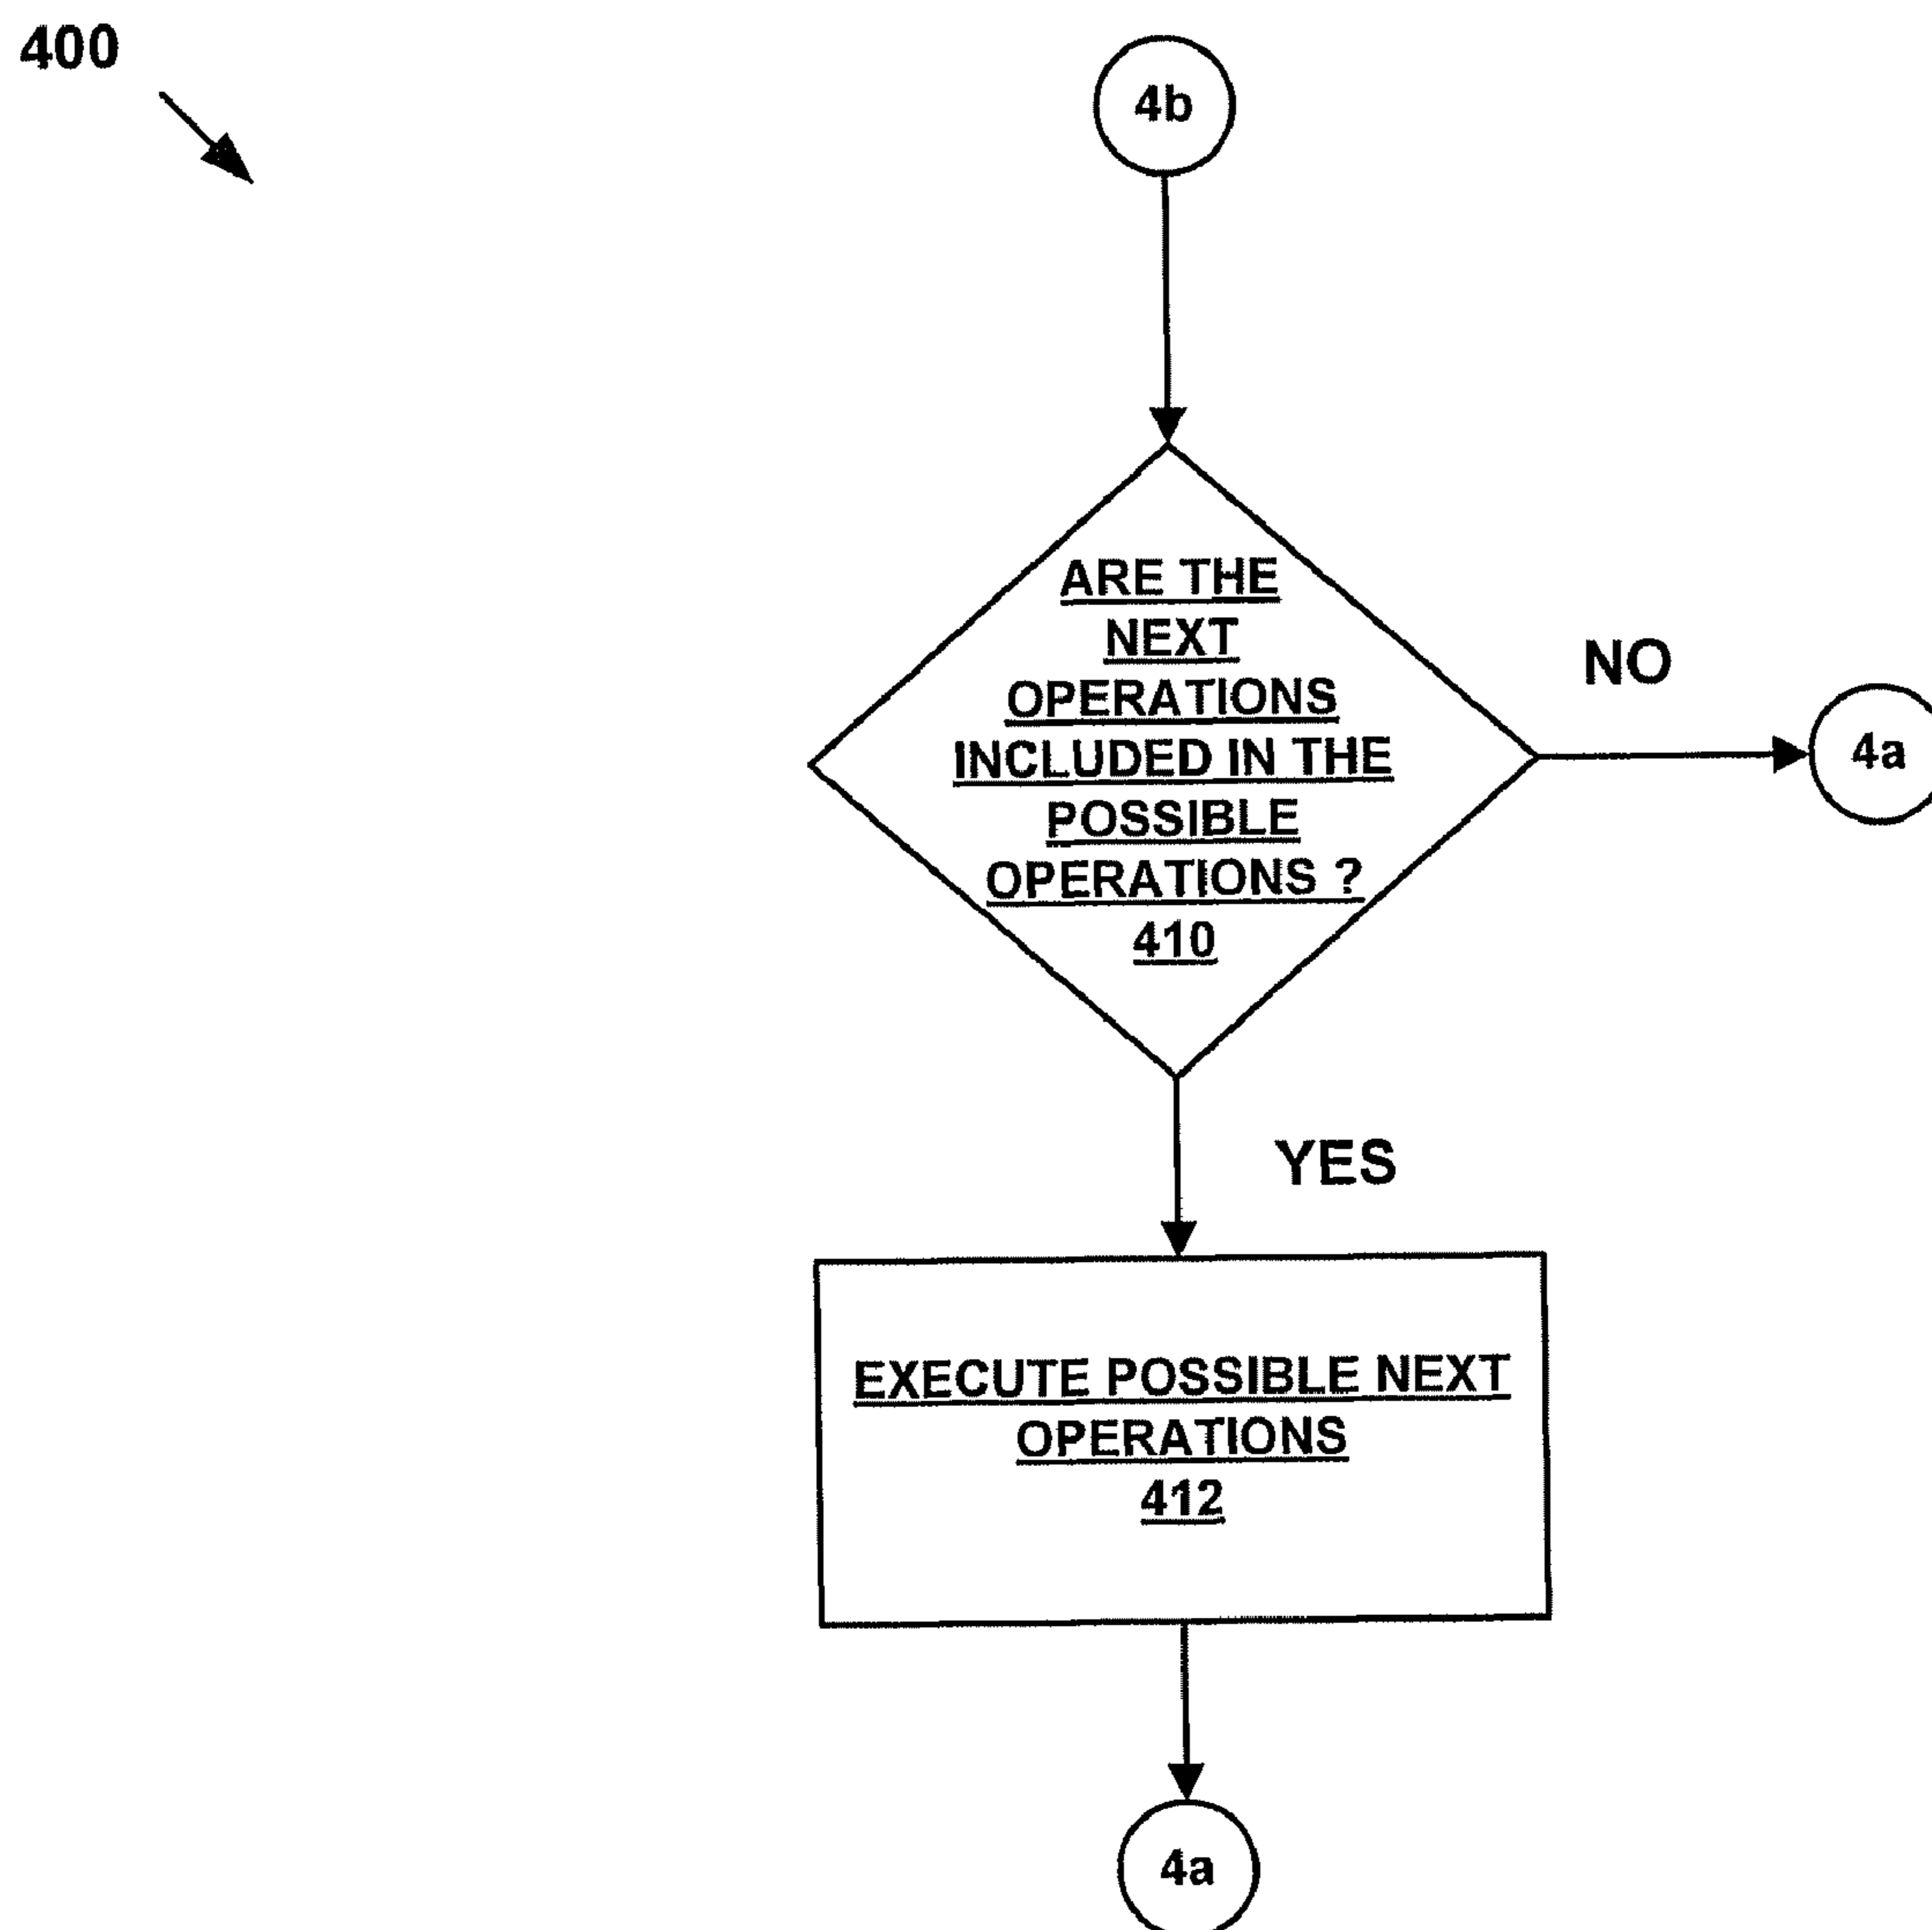 400
4b
ARE THE
NEXT
OPERATIONS
INCLUDED IN THE
POSSIBLE
OPERATIONS ?
410
NO
4a
YES
EXECUTE POSSIBLE NEXT
OPERATIONS
412
4a